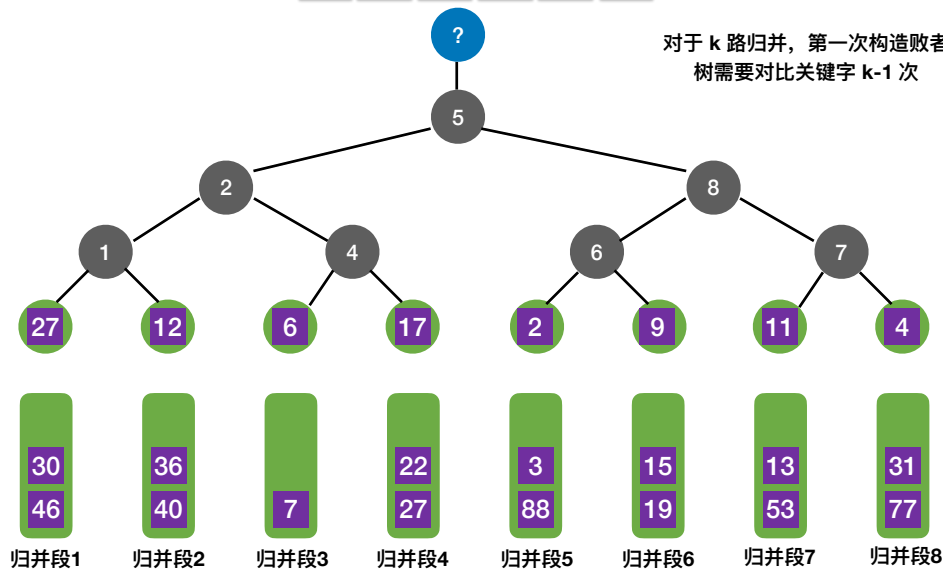 ?
对于 k 路归并，第一次构造败者
树需要对比关键字 k-1 次
5
2 8
1 4 6 7
27 12 6 17 2 9 11 4
30 36 22 3 15 13 31
46 40 7 27 88 19 53 77
归并段1 归并段2 归并段3 归并段4 归并段5 归并段6 归并段7 归并段8